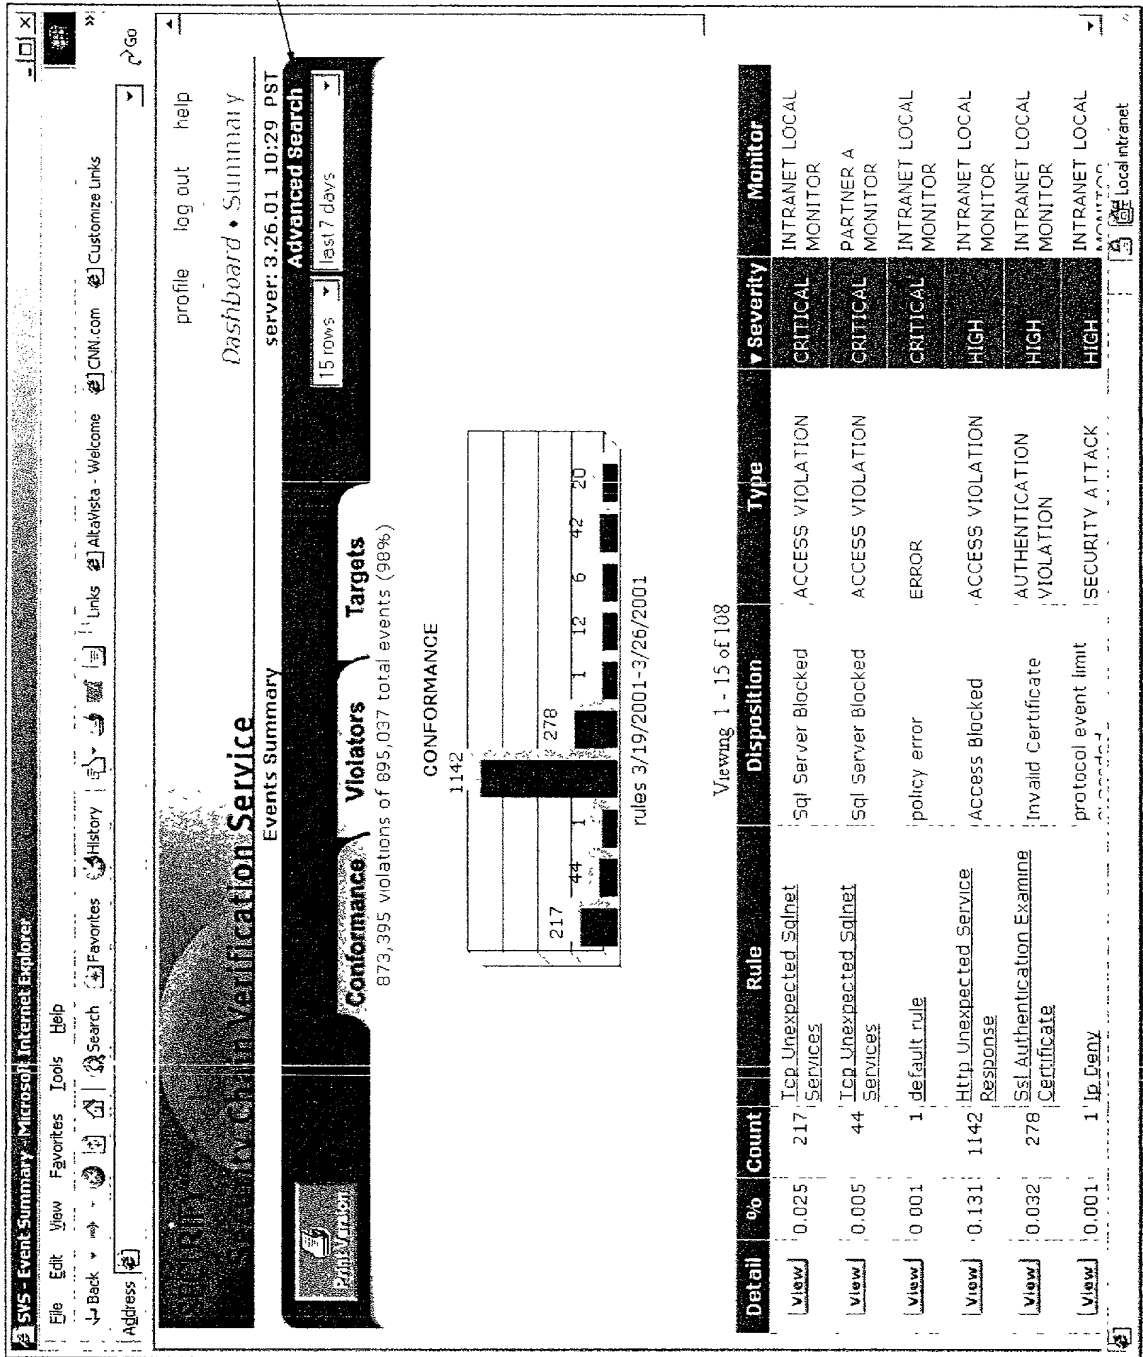 SVS - Event Summary - Microsoft Internet Explorer
File Edit View Favorites Tools Help
Back Search Favorites History Links AltaVista - Welcome CNN.com Customize Links
Address Go
profile log out help
Security Chain Verification Service
Dashboard • Summary
Events Summary
server: 3.26.01 10:29 PST
Print Version
Conformance Violators Targets
Advanced Search
15 rows last 7 days
873,395 violations of 895,037 total events (98%)
CONFORMANCE
217 44 1 1142 278 1 12 6 42 20
rules 3/19/2001-3/26/2001
Viewing 1 - 15 of 108
Detail % Count Rule Disposition Type ▼Severity Monitor
View 0.025 217 Tcp Unexpected Sqlnet Services Sql Server Blocked ACCESS VIOLATION CRITICAL INTRANET LOCAL MONITOR
View 0.005 44 Tcp Unexpected Sqlnet Services Sql Server Blocked ACCESS VIOLATION CRITICAL PARTNER A MONITOR
View 0 001 1 default rule policy error ERROR CRITICAL INTRANET LOCAL MONITOR
View 0.131 1142 Http Unexpected Service Response Access Blocked ACCESS VIOLATION HIGH INTRANET LOCAL MONITOR
View 0.032 278 Ssl Authentication Examine Certificate Invalid Certificate AUTHENTICATION VIOLATION HIGH INTRANET LOCAL MONITOR
View 0.001 1 Ip Deny protocol event limit SECURITY ATTACK HIGH INTRANET LOCAL
Local intranet